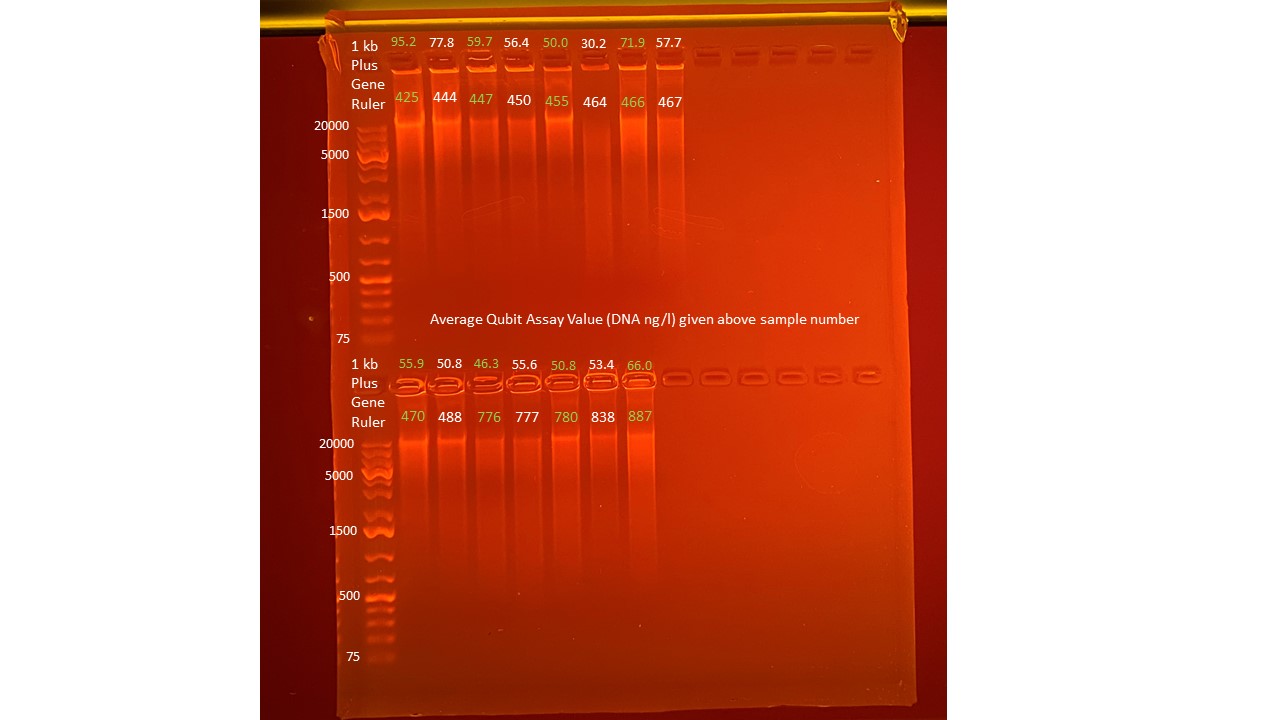 1 kb
Plus
Gene
Ruler
95.2 77.8 59.7 56.4 50.0 30.2 71.9 57.7
425 444 447 450 455 464 466 467
20000
5000
1500
500
75
Average Qubit Assay Value (DNA ng/l) given above sample number
1 kb
Plus
Gene
Ruler
55.9 50.8 46.3 55.6 50.8 53.4 66.0
470 488 776 777 780 838 887
20000
5000
1500
500
75